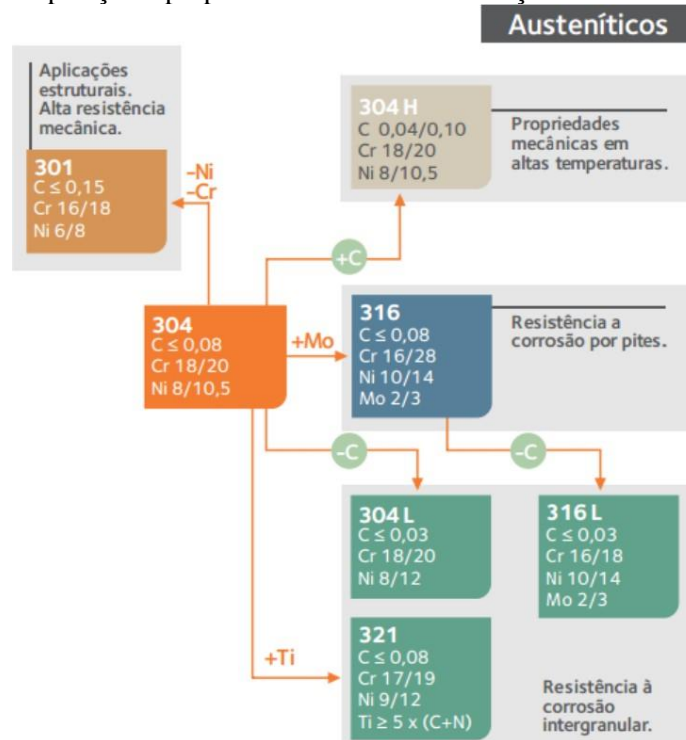 Austeníticos
Aplicações
estruturais.
Alta resistência
mecânica.
301
C ≤ 0,15
Cr 16/18
Ni 6/8
-Ni
-Cr
304 H
C 0,04/0,10
Cr 18/20
Ni 8/10,5
Propriedades
mecânicas em
altas temperaturas.
+C
304
C ≤ 0,08
Cr 18/20
Ni 8/10,5
+Mo
316
C ≤ 0,08
Cr 16/28
Ni 10/14
Mo 2/3
Resistência a
corrosão por pites.
-C
-C
304 L
C ≤ 0,03
Cr 18/20
Ni 8/12
316 L
C ≤ 0,03
Cr 16/18
Ni 10/14
Mo 2/3
+Ti
321
C ≤ 0,08
Cr 17/19
Ni 9/12
Ti ≥ 5 x (C+N)
Resistência à
corrosão
intergranular.